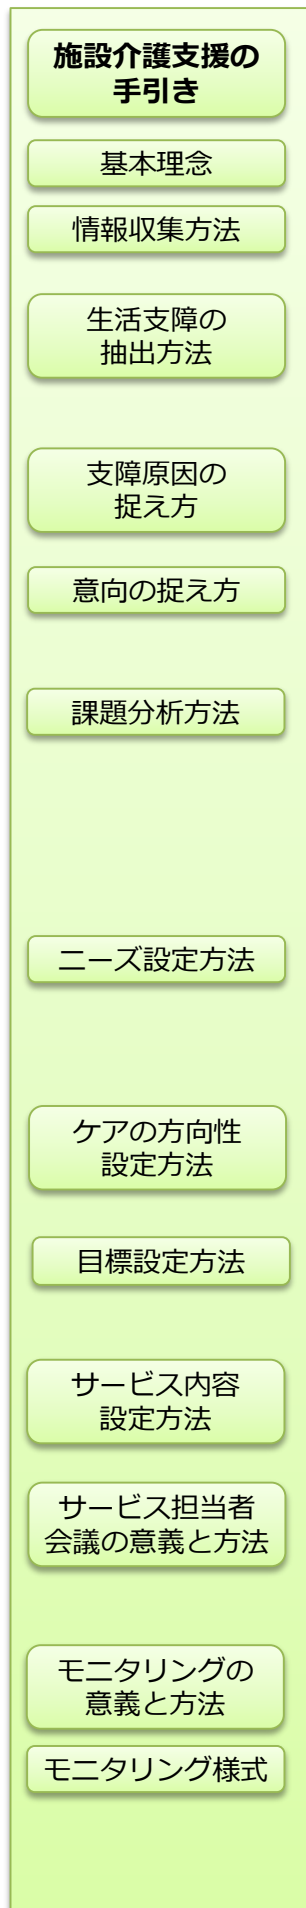 施設介護支援の
手引き
基本理念
情報収集方法
生活支障の
抽出方法
支障原因の
捉え方
意向の捉え方
課題分析方法
ニーズ設定方法
ケアの方向性
設定方法
目標設定方法
サービス内容
設定方法
サービス担当者
会議の意義と方法
モニタリングの
意義と方法
モニタリング様式